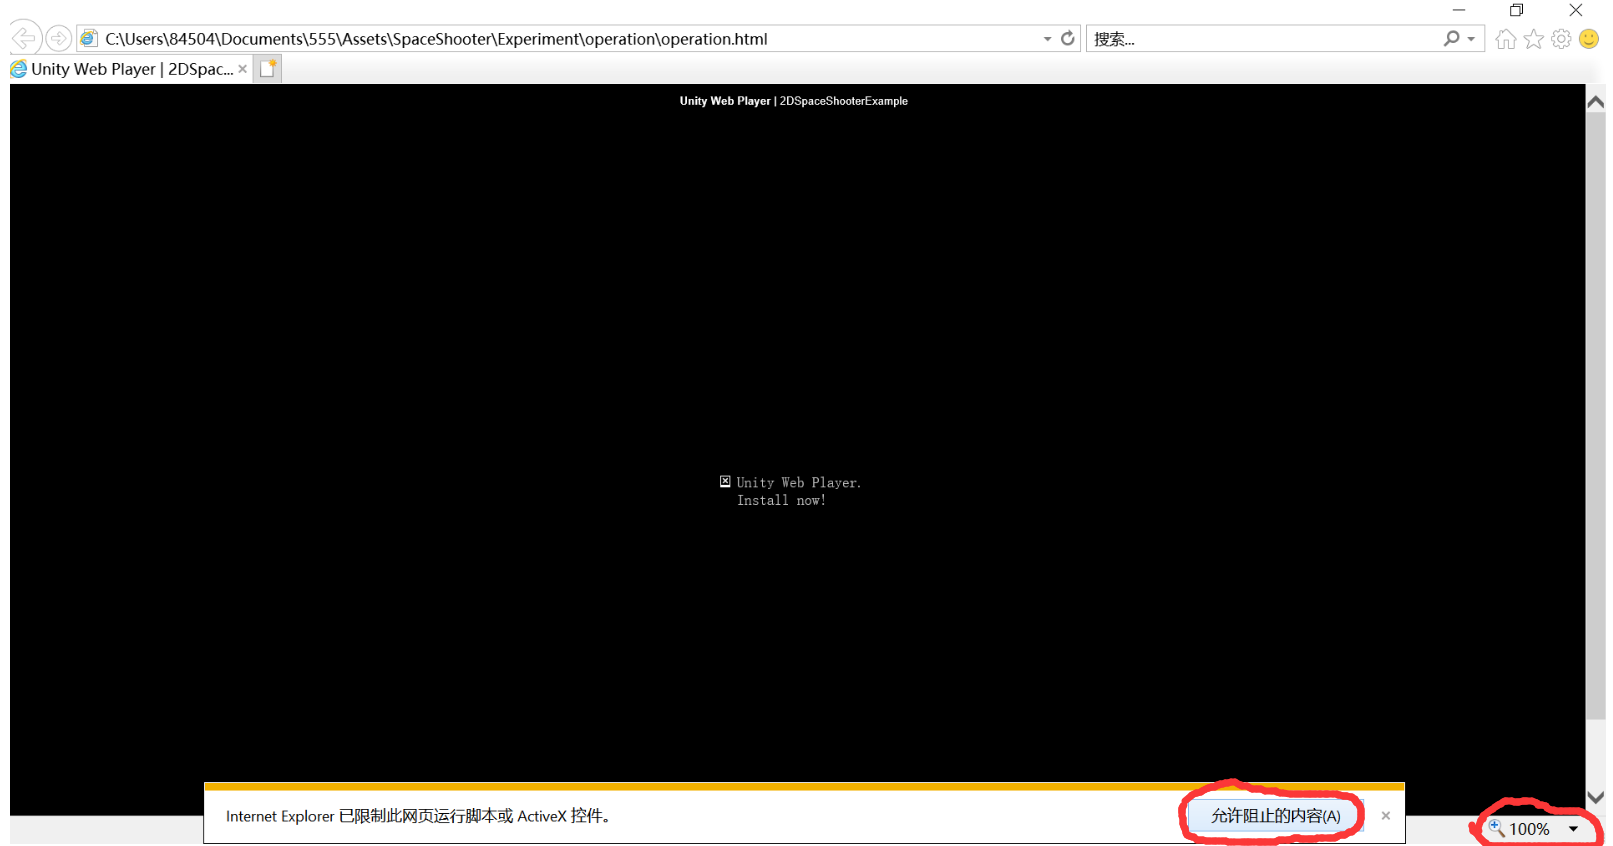 C:\Users\84504\Documents\555\Assets\SpaceShooter\Experiment\operation\operation.html
搜索...
Unity Web Player | 2DSpac...
Unity Web Player | 2DSpaceShooterExample
Unity Web Player.
Install now!
Internet Explorer 已限制此网页运行脚本或 ActiveX 控件。
允许阻止的内容(A)
100%